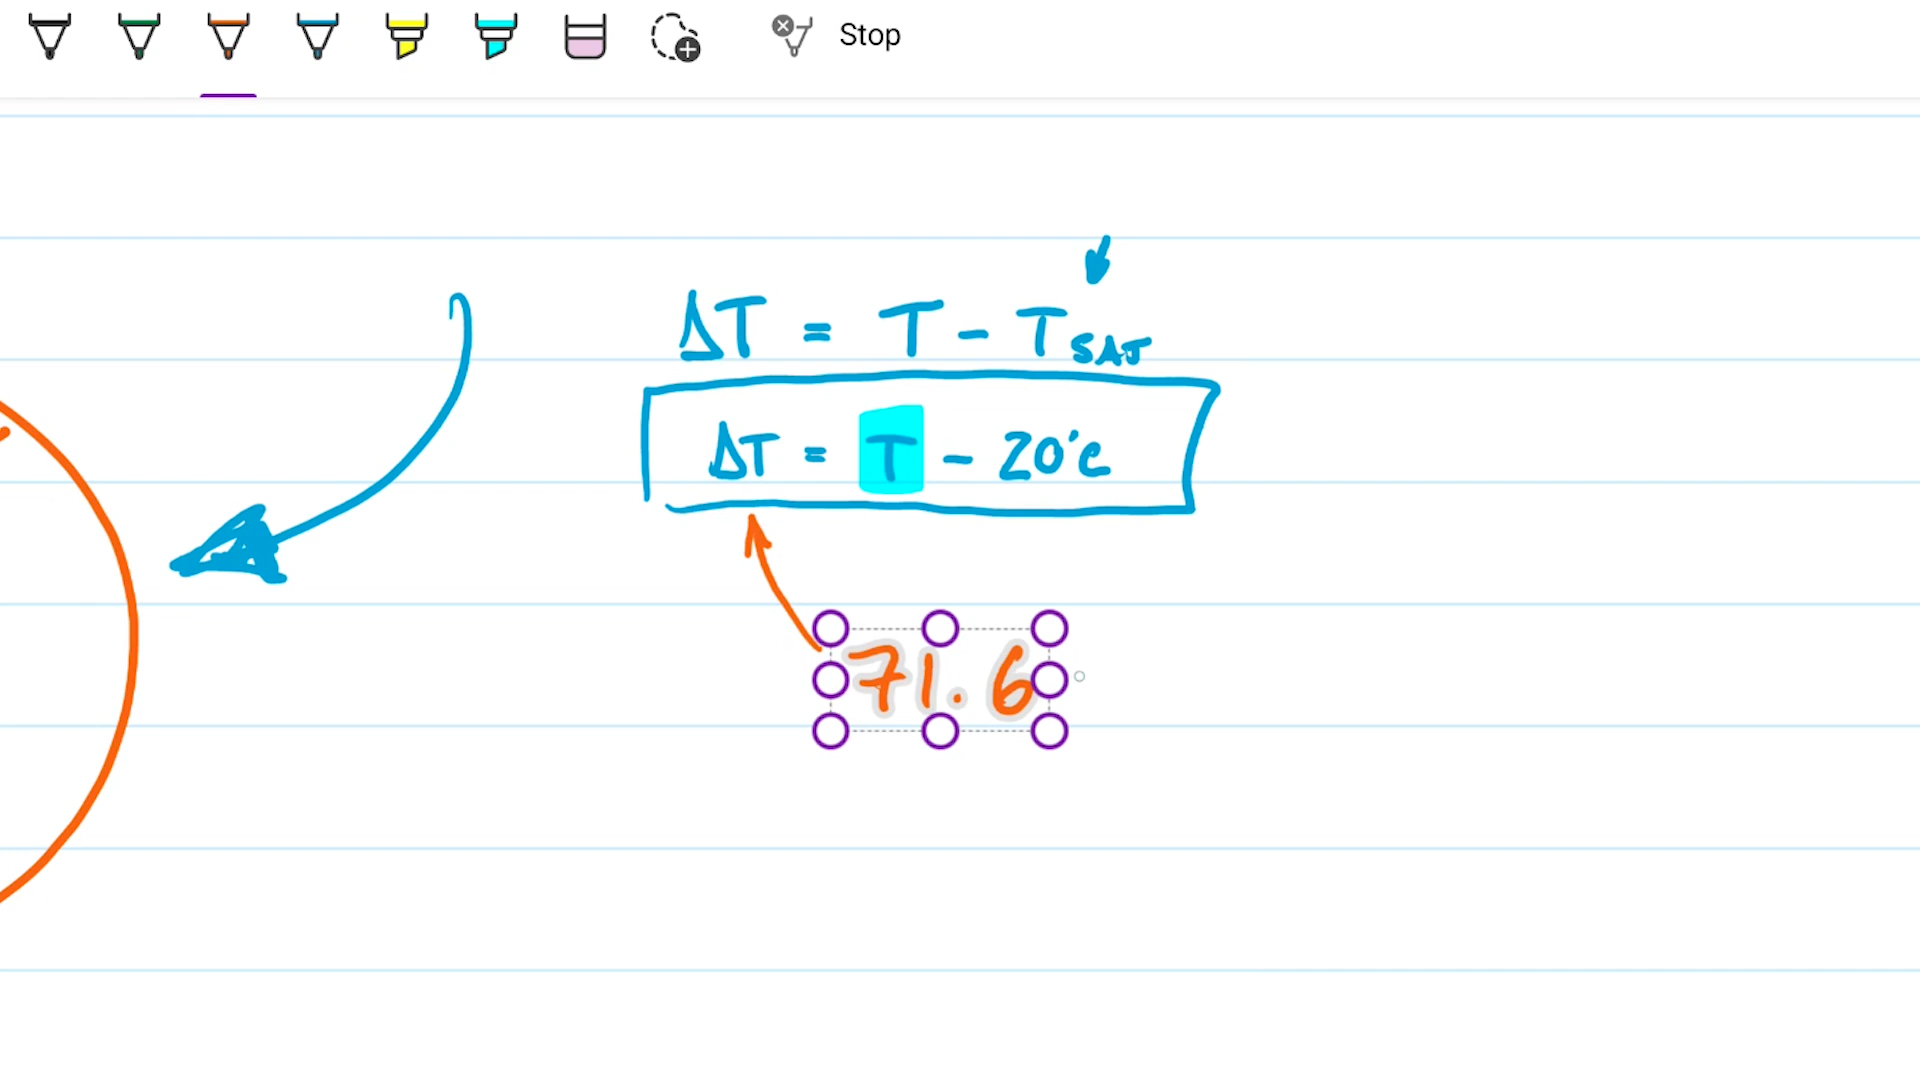 Stop
ΔT = T - TSAT
ΔT = T - 20°C
71.6